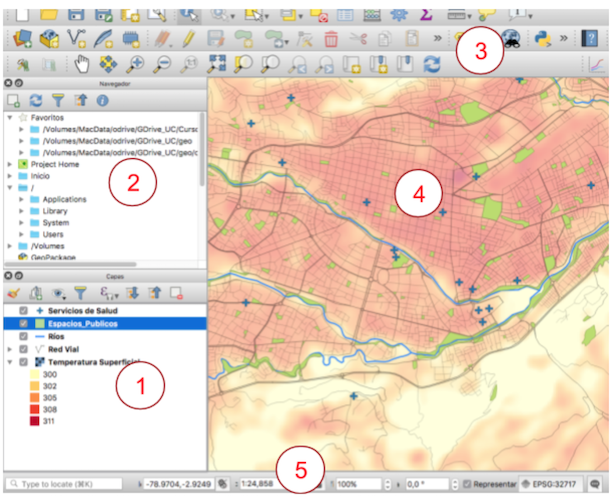 3
Navegador
Favoritos
/Volumes/MacData/odrive/GDrive_UC/Curso
/Volumes/MacData/odrive/GDrive_UC/geo
/Volumes/MacData/odrive/GDrive_UC/geo/c
Project Home
Inicio
2
/
Applications
Library
System
Users
/Volumes
GeoPackage
4
Capas
Servicios de Salud
Espacios_Publicos
Ríos
Red Vial
Temperatura Superficial
300
302
305
308
311
1
5
Type to locate (⌘K)
-78.9704,-2.9249
1:24,858
100%
0,0 °
Representar
EPSG:32717